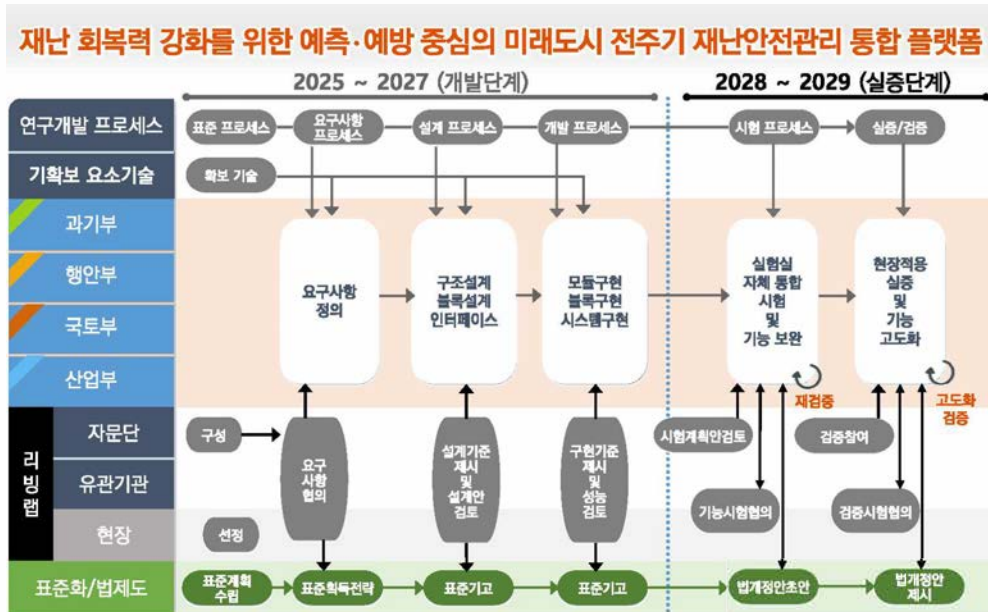 재난 회복력 강화를 위한 예측·예방 중심의 미래도시 전주기 재난안전관리 통합 플랫폼
2025 ~ 2027 (개발단계)
2028 ~ 2029 (실증단계)
연구개발 프로세스
표준 프로세스
요구사항
프로세스
설계 프로세스
개발 프로세스
시험 프로세스
실증/검증
기확보 요소기술
확보 기술
과기부
행안부
국토부
산업부
요구사항
정의
구조설계
블록설계
인터페이스
모듈구현
블록구현
시스템구현
실험실
자체 통합
시험
및
기능 보완
현장적용
실증
및
기능
고도화
재검증
고도화
검증
리빙랩
자문단
유관기관
현장
구성
선정
요구
사항
협의
설계기준
제시
및
설계안
검토
구현기준
제시
및
성능
검토
시험계획안검토
검증참여
기능시험협의
검증시험협의
표준화/법제도
표준계획
수립
표준획득전략
표준기고
표준기고
법개정안초안
법개정안
제시